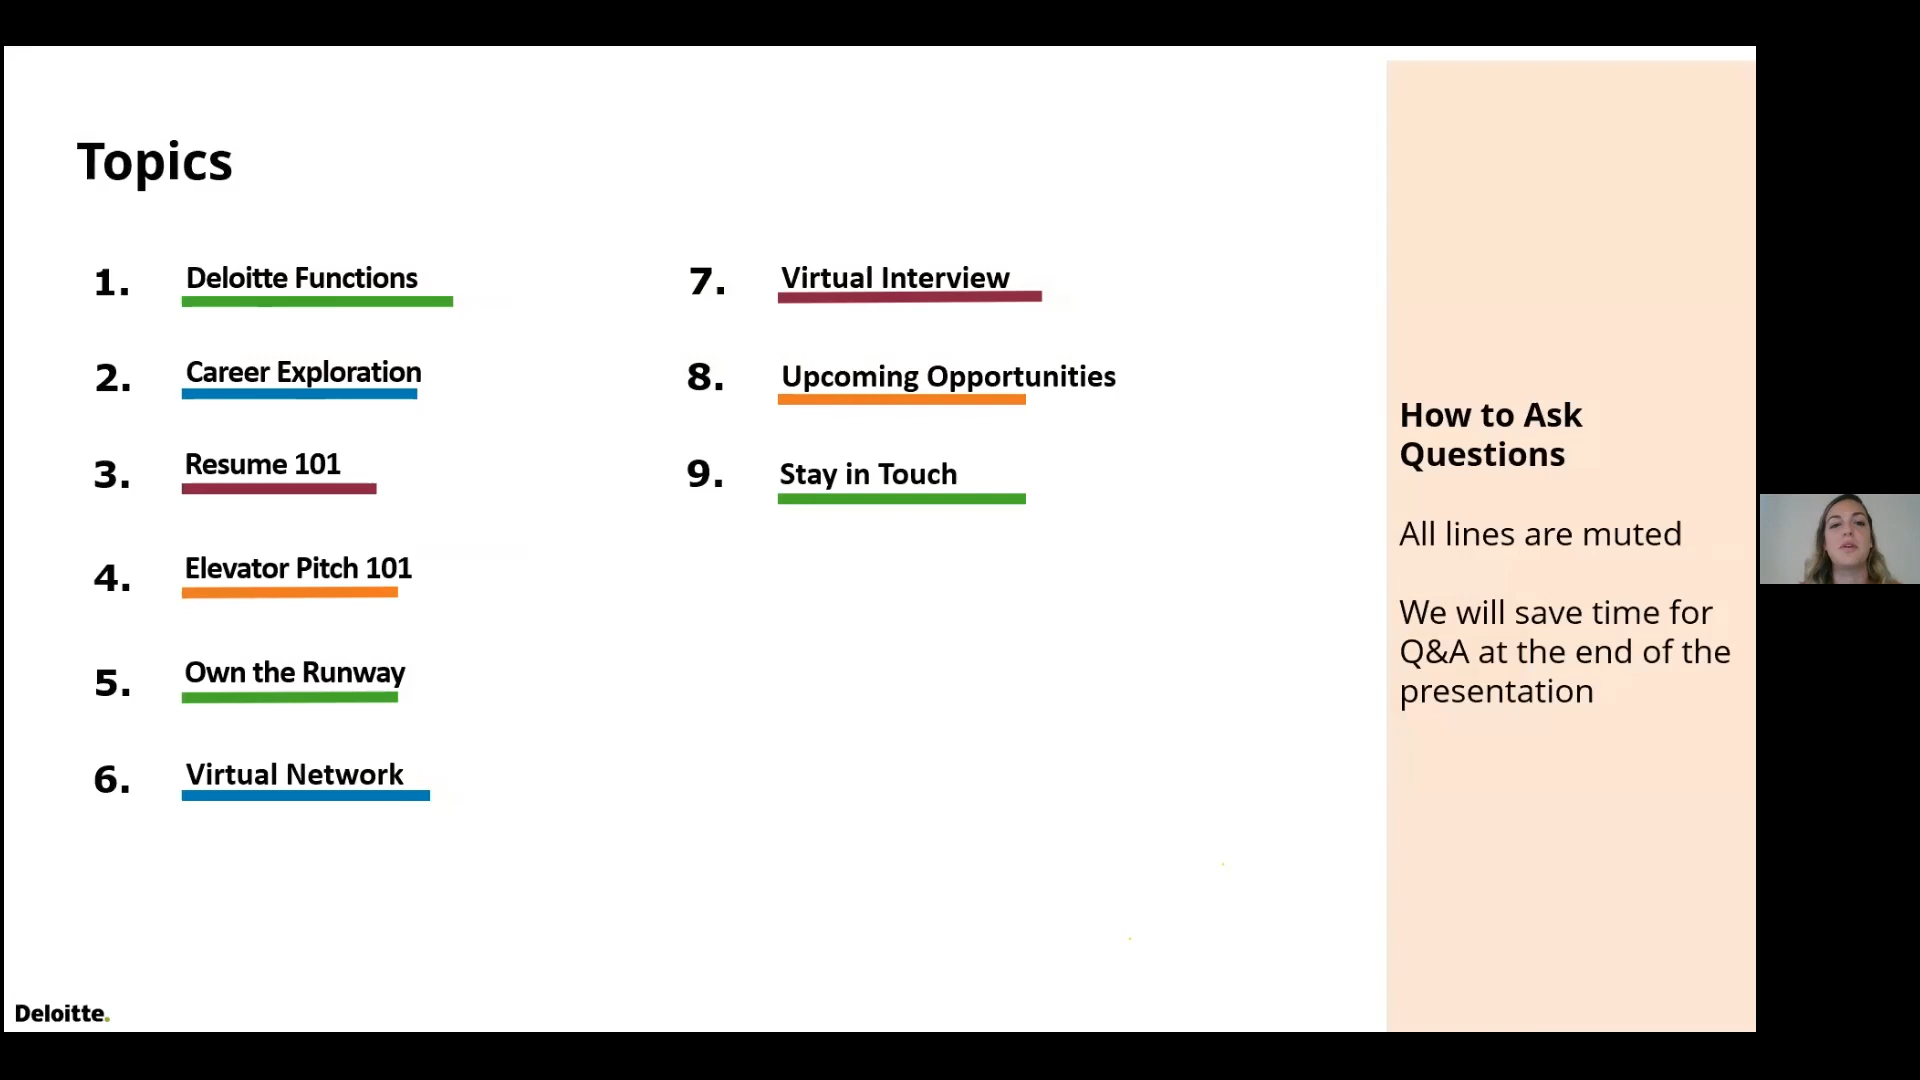 Topics
1. Deloitte Functions
2. Career Exploration
3. Resume 101
4. Elevator Pitch 101
5. Own the Runway
6. Virtual Network
7. Virtual Interview
8. Upcoming Opportunities
9. Stay in Touch
How to Ask
Questions
All lines are muted
We will save time for
Q&A at the end of the
presentation
Deloitte.